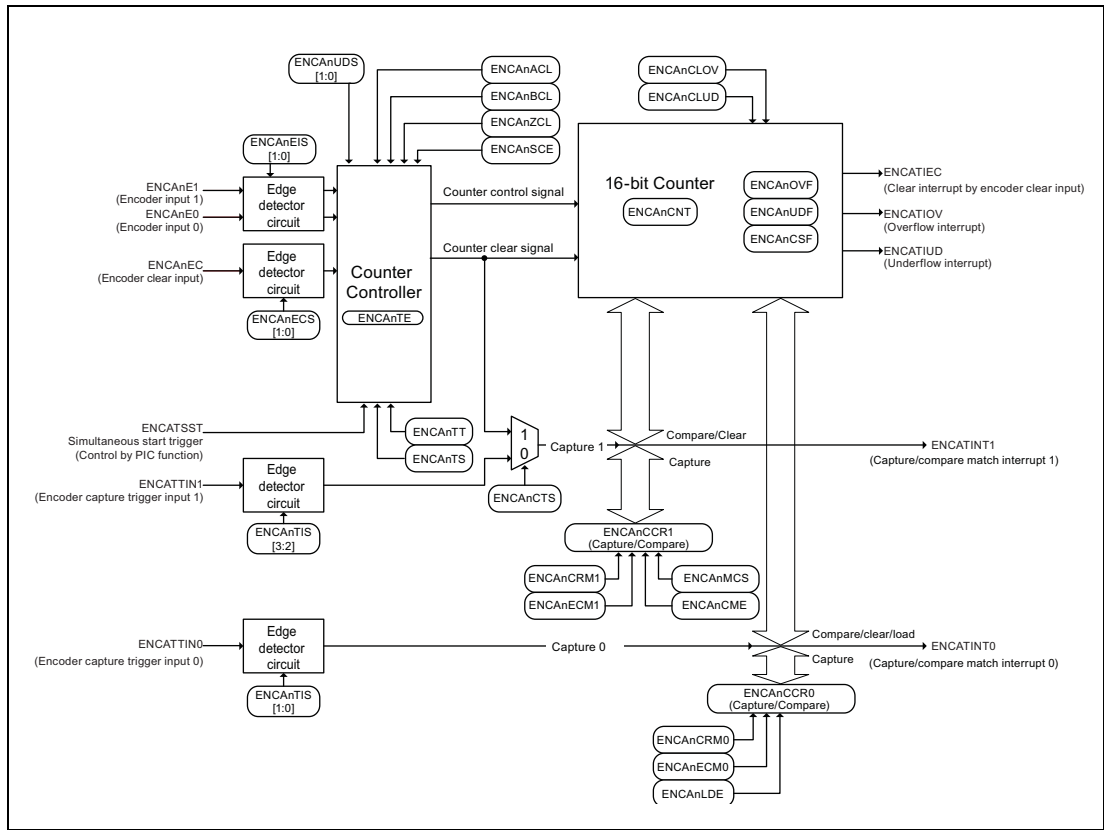 ENCAnUDS
[1:0]
ENCAnACL
ENCAnBCL
ENCAnZCL
ENCAnSCE
ENCAnCLOV
ENCAnCLUD
ENCAnEIS
[1:0]
ENCAnE1
(Encoder input 1)
ENCAnE0
(Encoder input 0)
Edge
detector
circuit
ENCAnEC
(Encoder clear input)
Edge
detector
circuit
ENCAnECS
[1:0]
Counter
Controller
ENCAnTE
Counter control signal
Counter clear signal
16-bit Counter
ENCAnCNT
ENCAnOVF
ENCAnUDF
ENCAnCSF
ENCATIEC
(Clear interrupt by encoder clear input)
ENCATIOV
(Overflow interrupt)
ENCATIUD
(Underflow interrupt)
ENCATSST
Simultaneous start trigger
(Control by PIC function)
ENCAnTT
ENCAnTS
1
0
Capture 1
ENCAnCTS
Compare/Clear
Capture
ENCATINT1
(Capture/compare match interrupt 1)
ENCATTIN1
(Encoder capture trigger input 1)
Edge
detector
circuit
ENCAnTIS
[3:2]
ENCAnCCR1
(Capture/Compare)
ENCAnCRM1
ENCAnECM1
ENCAnMCS
ENCAnCME
ENCATTIN0
(Encoder capture trigger input 0)
Edge
detector
circuit
ENCAnTIS
[1:0]
Capture 0
Compare/clear/load
Capture
ENCATINT0
(Capture/compare match interrupt 0)
ENCAnCCR0
(Capture/Compare)
ENCAnCRM0
ENCAnECM0
ENCAnLDE